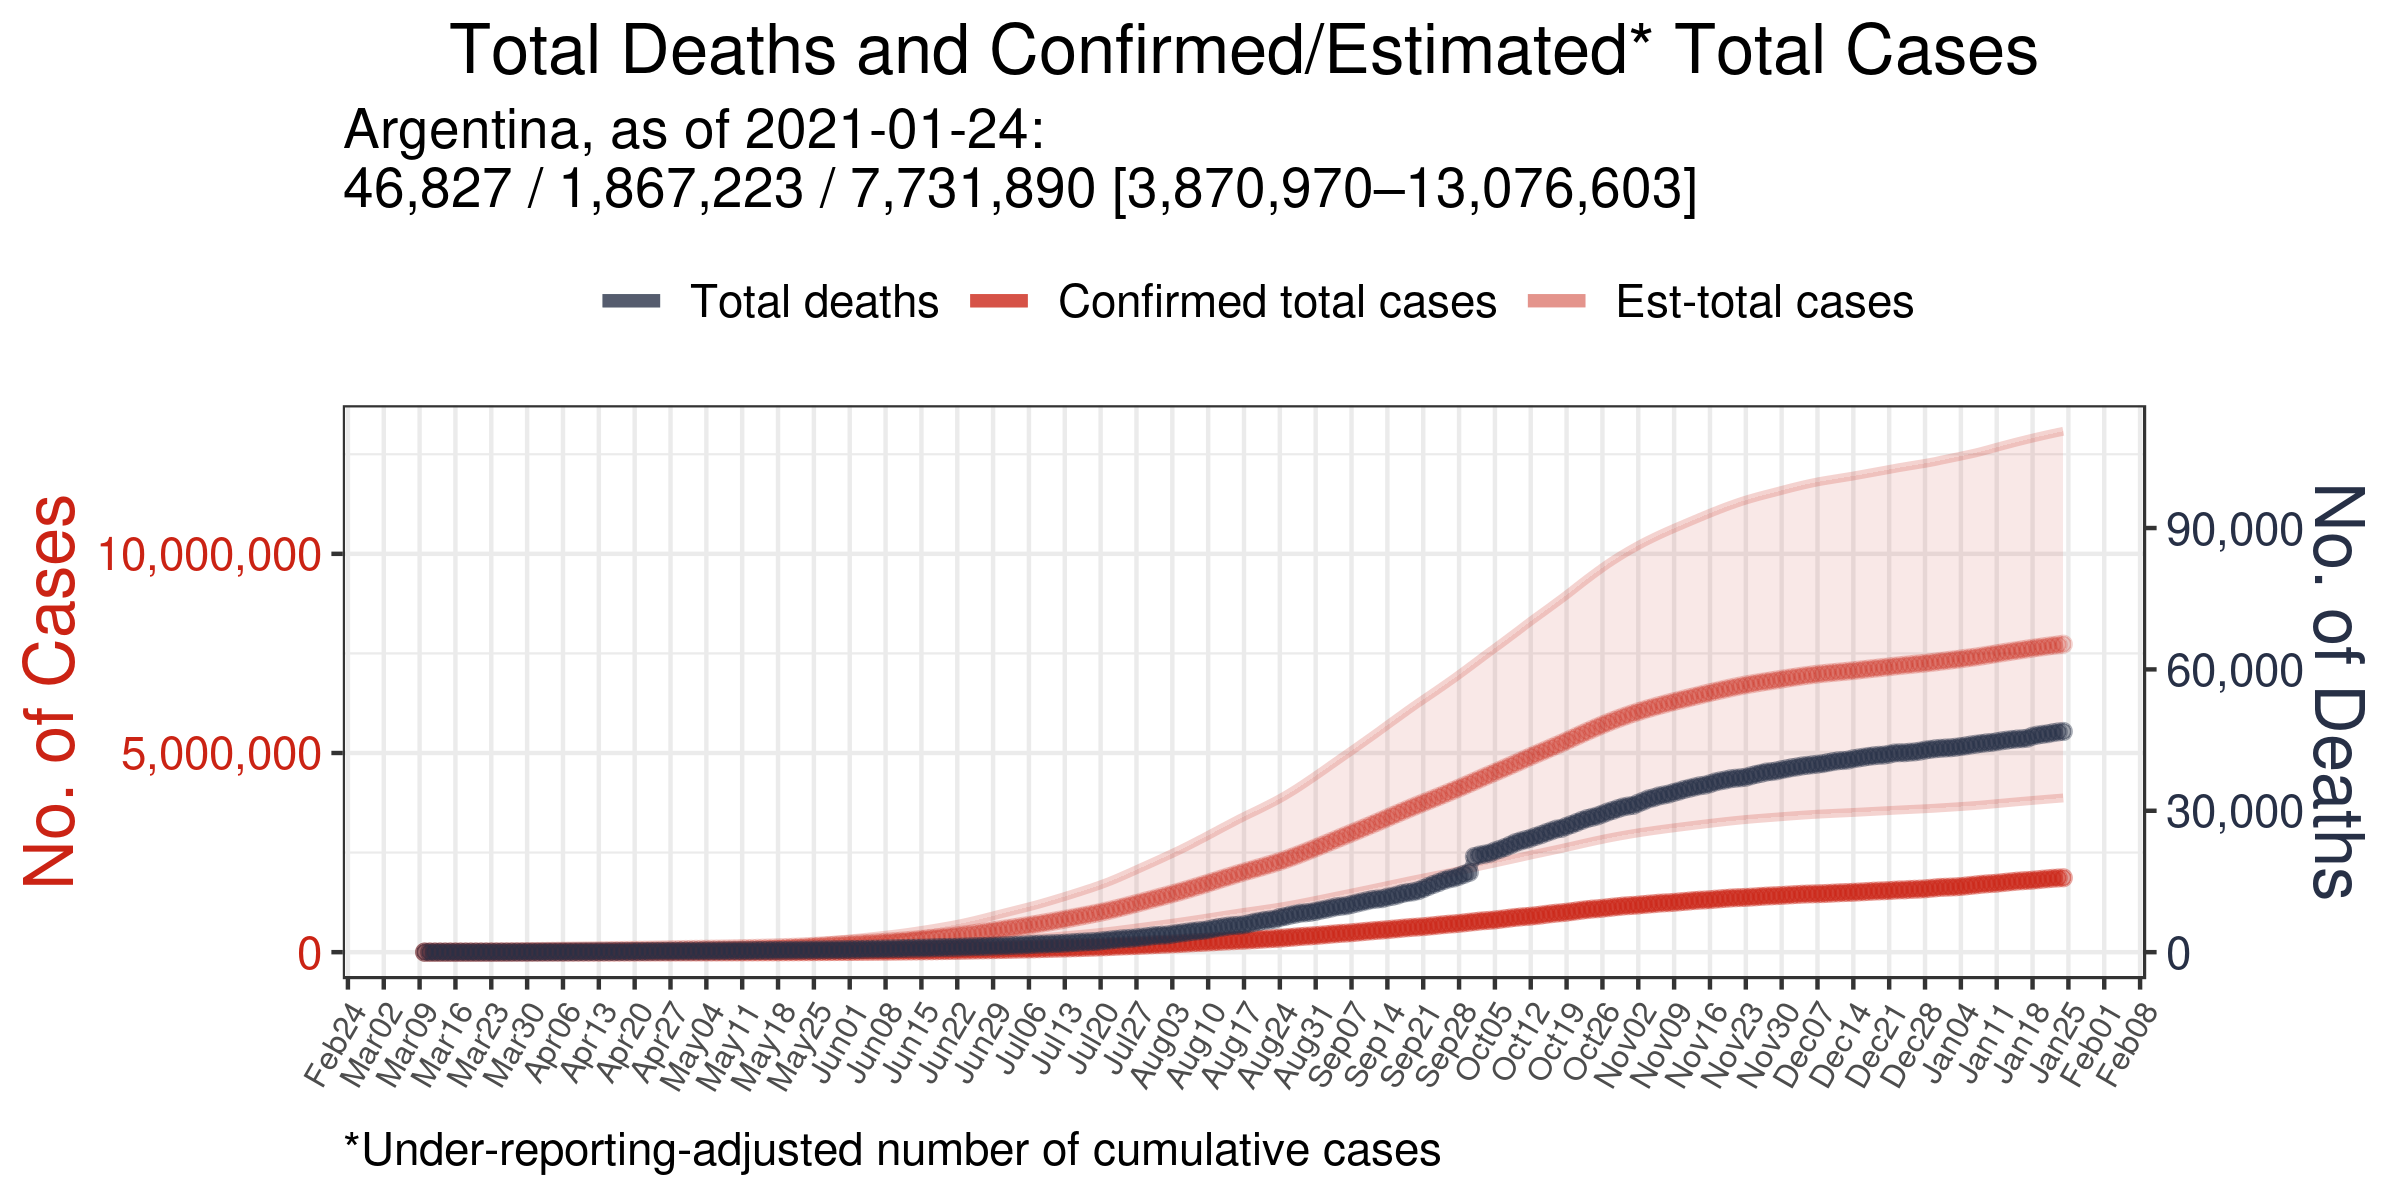 Total Deaths and Confirmed/Estimated* Total Cases
Argentina, as of 2021-01-24:
46,827 / 1,867,223 / 7,731,890 [3,870,970–13,076,603]
Total deaths Confirmed total cases Est-total cases
No. of Cases
10,000,000
5,000,000
0
90,000
60,000
30,000
0
No. of Deaths
Feb24 Mar02 Mar09 Mar16 Mar23 Mar30 Apr06 Apr13 Apr20 Apr27 May04 May11 May18 May25 Jun01 Jun08 Jun15 Jun22 Jun29 Jul06 Jul13 Jul20 Jul27 Aug03 Aug10 Aug17 Aug24 Aug31 Sep07 Sep14 Sep21 Sep28 Oct05 Oct12 Oct19 Oct26 Nov02 Nov09 Nov16 Nov23 Nov30 Dec07 Dec14 Dec21 Dec28 Jan04 Jan11 Jan18 Jan25 Feb01 Feb08
*Under-reporting-adjusted number of cumulative cases